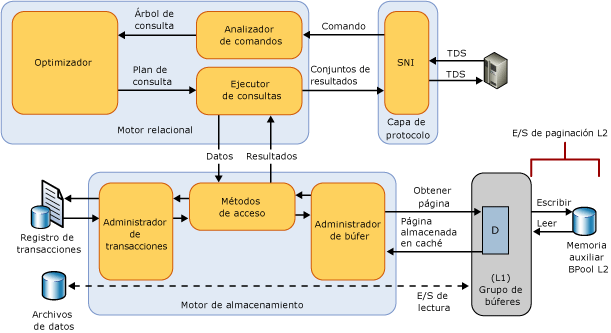 Árbol de
consulta
Analizador
de comandos
Comando
Optimizador
SNI
TDS
TDS
Plan de
consulta
Ejecutor
de consultas
Conjuntos de
resultados
Motor relacional
Capa de
protocolo
Datos
Resultados
E/S de paginación L2
Registro de
transacciones
Administrador
de
transacciones
Métodos
de acceso
Administrador
de búfer
Obtener
página
Página
almacenada
en caché
D
Escribir
Leer
Memoria
auxiliar
BPool L2
(L1)
Grupo de
búferes
Motor de almacenamiento
E/S de
lectura
Archivos
de datos